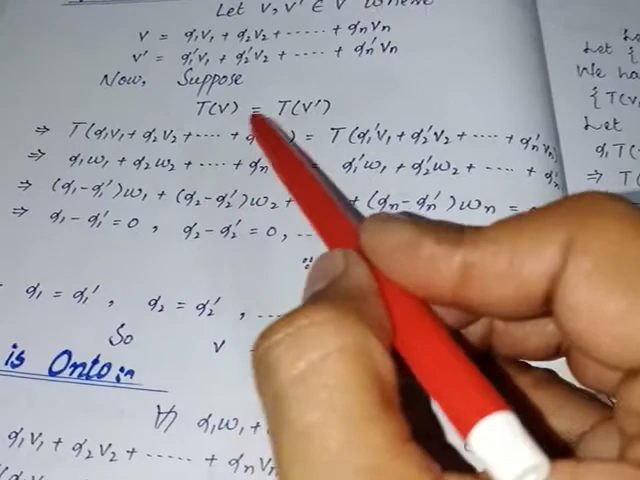 Let v, v' ∈ V where
v = α₁v₁ + α₂v₂ + ...... + αₙvₙ
v' = α₁'v₁ + α₂'v₂ + ...... + αₙ'vₙ
Now, Suppose
T(v) = T(v')
⇒ T(α₁v₁ + α₂v₂ + .... + α ) = T(α₁'v₁ + α₂'v₂ + .... + αₙ'vₙ)
⇒ α₁w₁ + α₂w₂ + .... + αₙ = α₁'w₁ + α₂'w₂ + .... + αₙ'
⇒ (α₁-α₁')w₁ + (α₂-α₂')w₂ + + (αₙ-αₙ')wₙ =
⇒ α₁-α₁' = 0, α₂-α₂' = 0, ...
∵
α₁ = α₁', α₂ = α₂', ....
So v
is Onto:-
∀ α₁w₁ +
α₁v₁ + α₂v₂ + ..... + αₙvₙ
Let {
We ha
{T(v
Let
α₁T(
⇒ T(